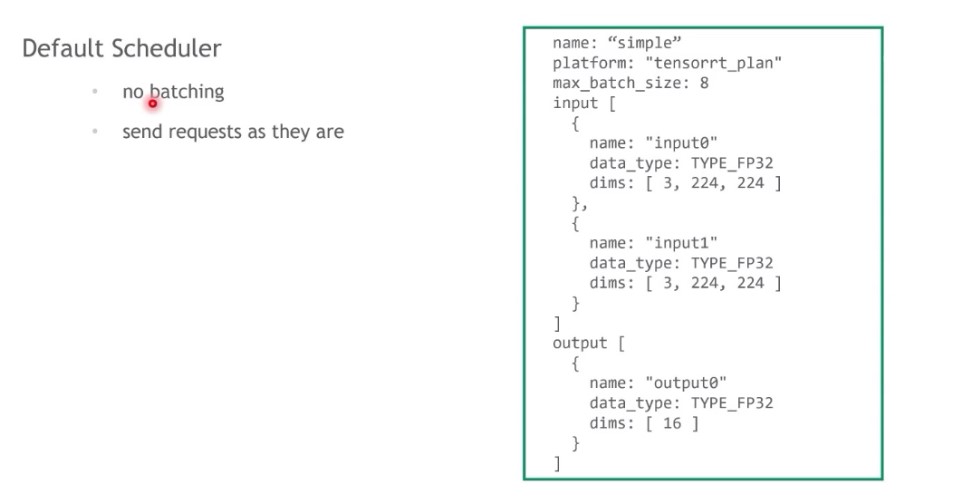 Default Scheduler
• no batching
• send requests as they are
name: “simple”
platform: "tensorrt_plan"
max_batch_size: 8
input [
  {
    name: "input0"
    data_type: TYPE_FP32
    dims: [ 3, 224, 224 ]
  },
  {
    name: "input1"
    data_type: TYPE_FP32
    dims: [ 3, 224, 224 ]
  }
]
output [
  {
    name: "output0"
    data_type: TYPE_FP32
    dims: [ 16 ]
  }
]